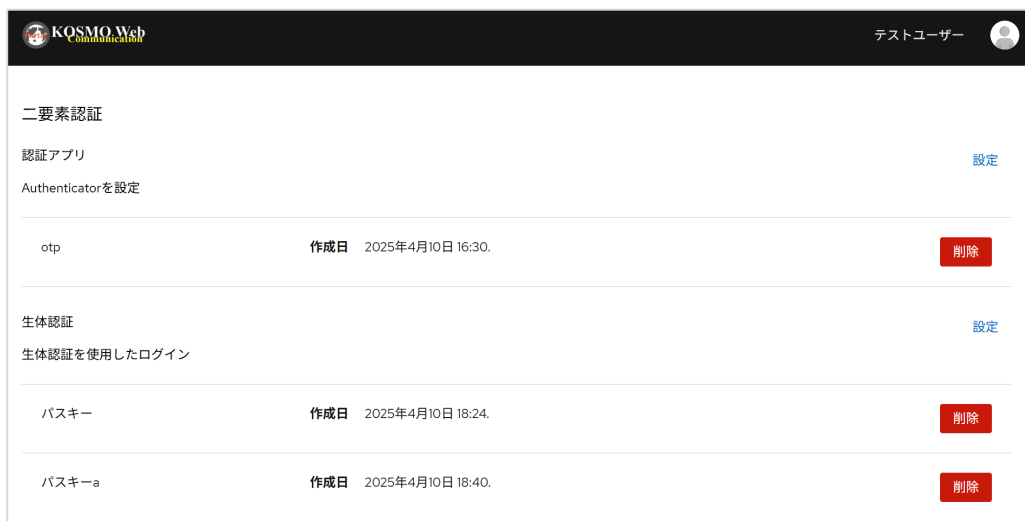 KOSMO.Web
Communication
テストユーザー
二要素認証
認証アプリ
設定
Authenticatorを設定
otp 作成日 2025年4月10日 16:30. 削除
生体認証
設定
生体認証を使用したログイン
パスキー 作成日 2025年4月10日 18:24. 削除
パスキーa 作成日 2025年4月10日 18:40. 削除